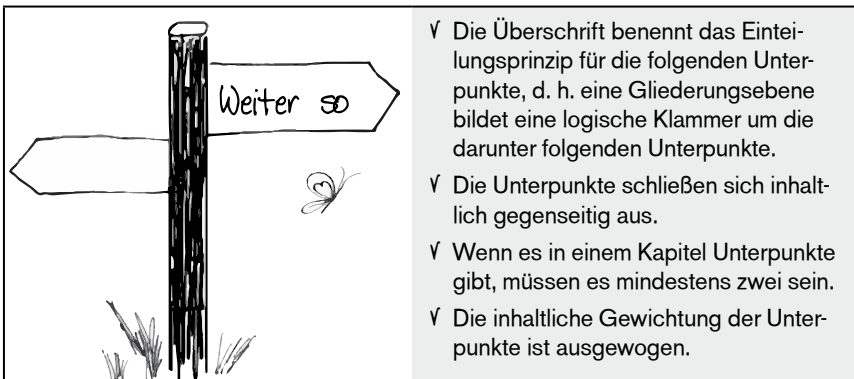 Weiter so
√ Die Überschrift benennt das Eintei-
lungsprinzip für die folgenden Unter-
punkte, d. h. eine Gliederungsebene
bildet eine logische Klammer um die
darunter folgenden Unterpunkte.
√ Die Unterpunkte schließen sich inhalt-
lich gegenseitig aus.
√ Wenn es in einem Kapitel Unterpunkte
gibt, müssen es mindestens zwei sein.
√ Die inhaltliche Gewichtung der Unter-
punkte ist ausgewogen.